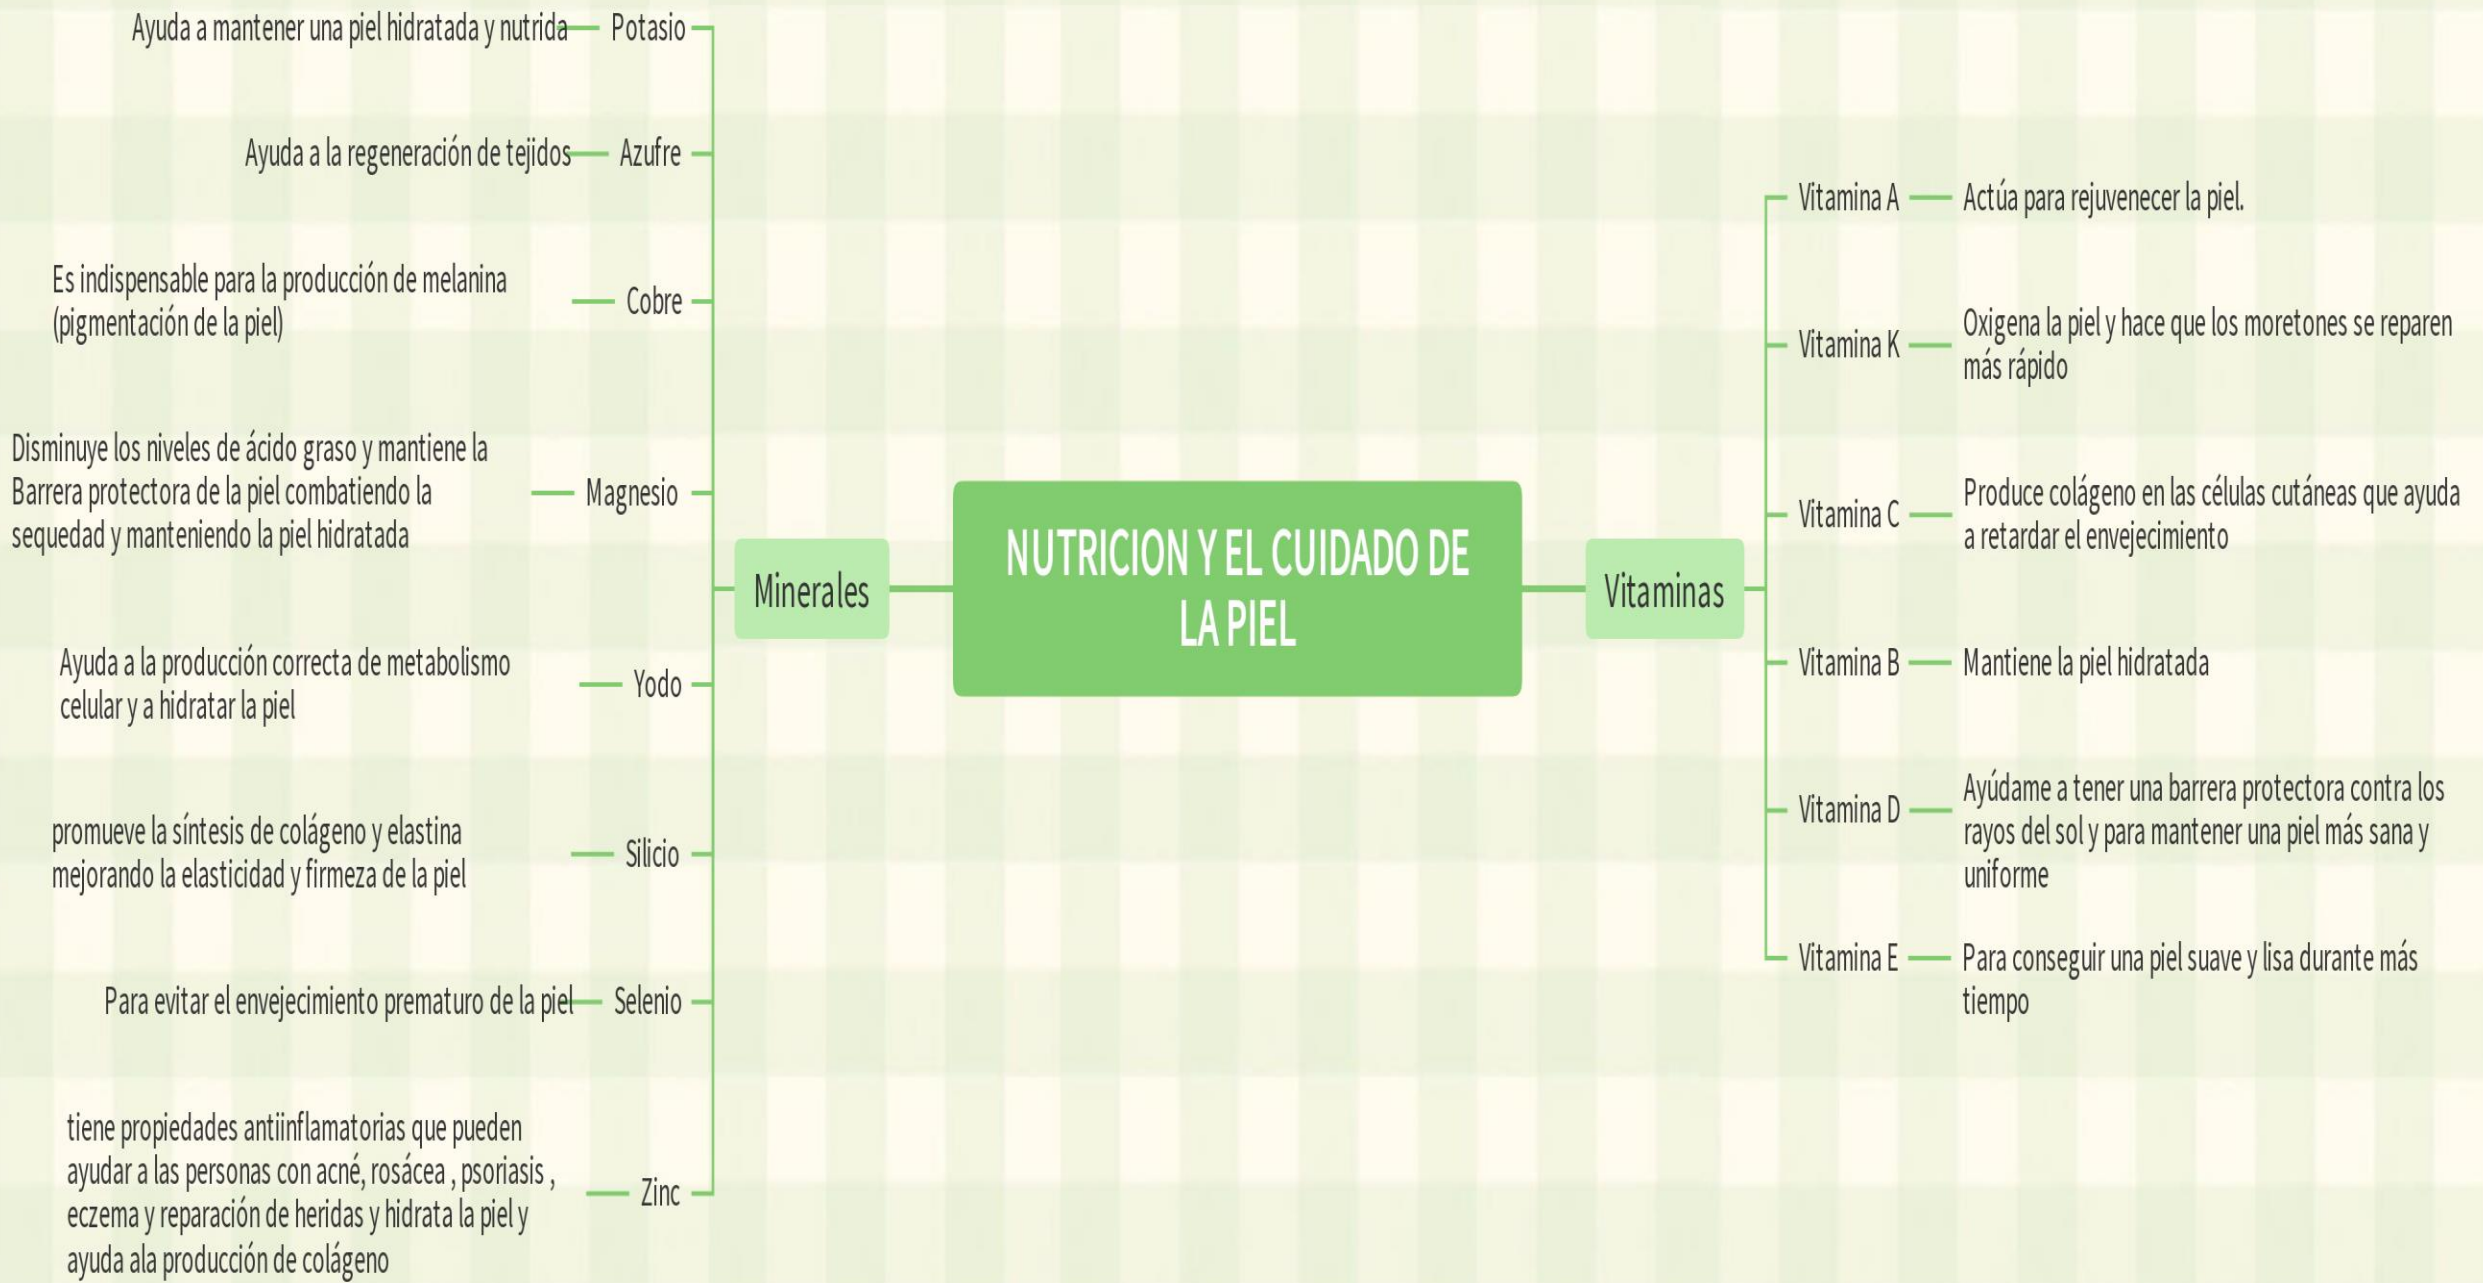 NUTRICION Y EL CUIDADO DE
LA PIEL
Minerales
Potasio
Ayuda a mantener una piel hidratada y nutrida
Azufre
Ayuda a la regeneración de tejidos
Cobre
Es indispensable para la producción de melanina
(pigmentación de la piel)
Magnesio
Disminuye los niveles de ácido graso y mantiene la
Barrera protectora de la piel combatiendo la
sequedad y manteniendo la piel hidratada
Yodo
Ayuda a la producción correcta de metabolismo
celular y a hidratar la piel
Silicio
promueve la síntesis de colágeno y elastina
mejorando la elasticidad y firmeza de la piel
Selenio
Para evitar el envejecimiento prematuro de la piel
Zinc
tiene propiedades antiinflamatorias que pueden
ayudar a las personas con acné, rosácea , psoriasis ,
eczema y reparación de heridas y hidrata la piel y
ayuda ala producción de colágeno
Vitaminas
Vitamina A
Actúa para rejuvenecer la piel.
Vitamina K
Oxigena la piel y hace que los moretones se reparen
más rápido
Vitamina C
Produce colágeno en las células cutáneas que ayuda
a retardar el envejecimiento
Vitamina B
Mantiene la piel hidratada
Vitamina D
Ayúdame a tener una barrera protectora contra los
rayos del sol y para mantener una piel más sana y
uniforme
Vitamina E
Para conseguir una piel suave y lisa durante más
tiempo